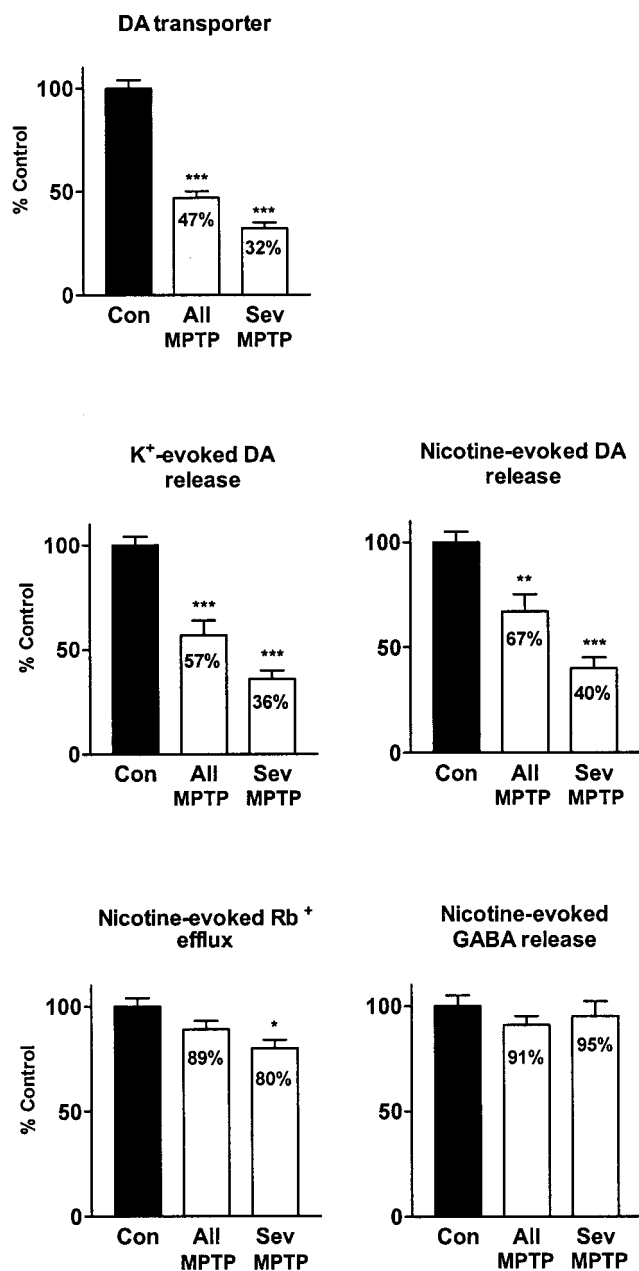 DA transporter
% Control
100
50
0
***
47%
***
32%
Con All Sev
MPTP MPTP
K+-evoked DA
release
% Control
100
50
0
***
57%
***
36%
Con All Sev
MPTP MPTP
Nicotine-evoked DA
release
100
50
0
**
67%
***
40%
Con All Sev
MPTP MPTP
Nicotine-evoked Rb +
efflux
% Control
100
50
0
89%
*
80%
Con All Sev
MPTP MPTP
Nicotine-evoked
GABA release
100
50
0
91%
95%
Con All Sev
MPTP MPTP